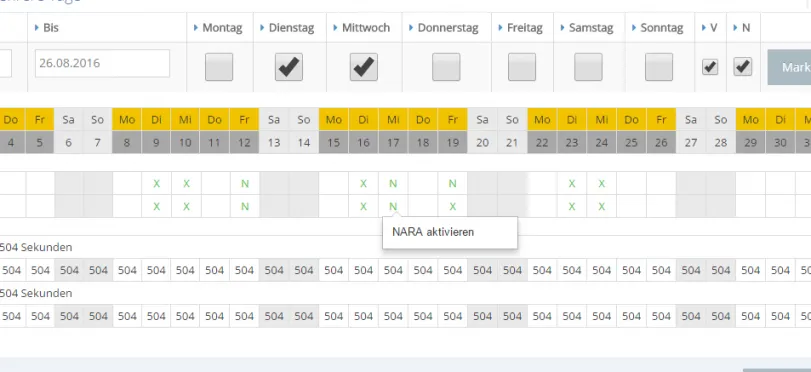 Bis Montag Dienstag Mittwoch Donnerstag Freitag Samstag Sonntag V N
26.08.2016 Mark
Do Fr Sa So Mo Di Mi Do Fr Sa So Mo Di Mi Do Fr Sa So Mo Di Mi Do Fr Sa So Mo Di M
4 5 6 7 8 9 10 11 12 13 14 15 16 17 18 19 20 21 22 23 24 25 26 27 28 29 30 3
X X N X N N X X
X X N X N X X X
NARA aktivieren
504 Sekunden
504 504 504 504 504 504 504 504 504 504 504 504 504 504 504 504 504 504 504 504 504 504 504 504 504 504 504 50
504 Sekunden
504 504 504 504 504 504 504 504 504 504 504 504 504 504 504 504 504 504 504 504 504 504 504 504 504 504 504 50